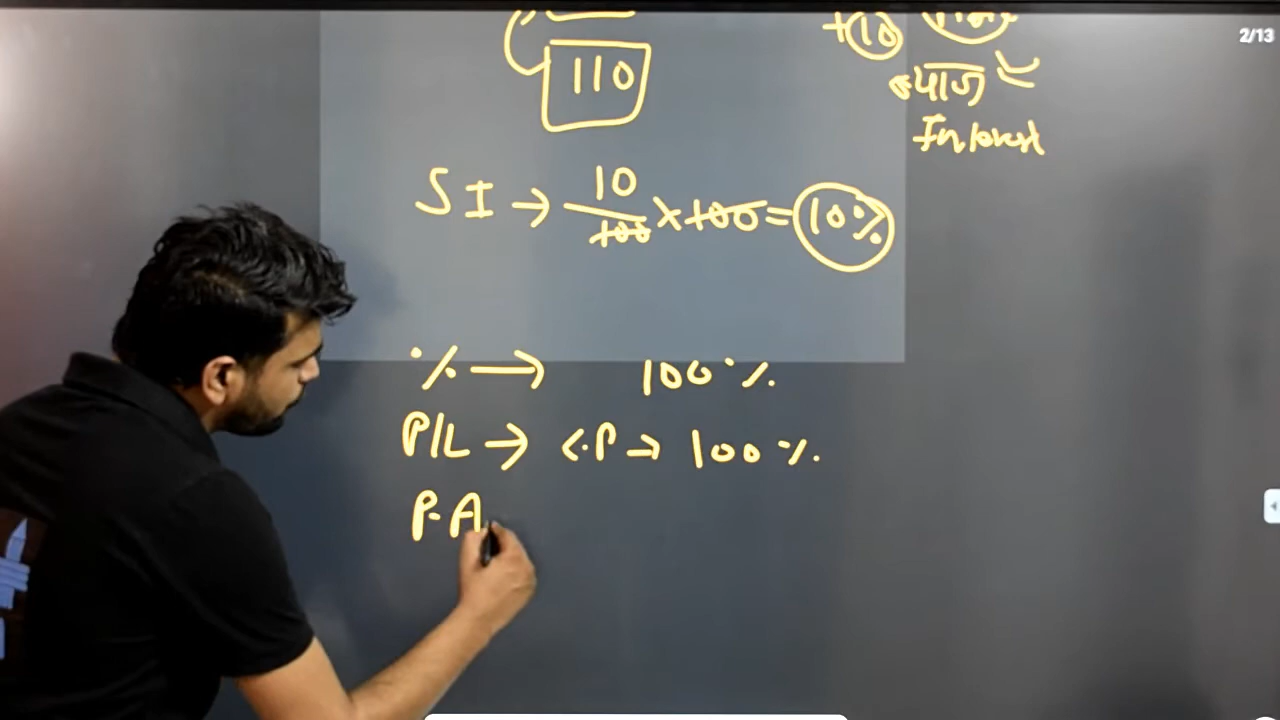 2/13
110
+10
ब्याज
Interest
SI → 10/100 × 100 = 10%
% → 100%
P/L → C.P → 100%
P.A